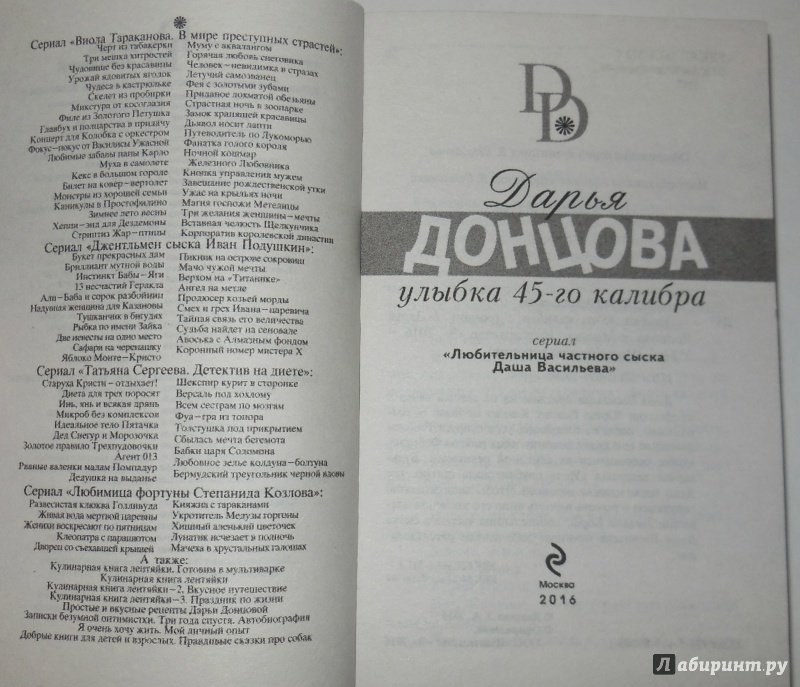 Сериал «Виола Тараканова. В мире преступных страстей»:
Черт из табакерки
Три мешка хитростей
Чудовище без красавицы
Урожай ядовитых ягодок
Чудеса в кастрюльке
Скелет из пробирки
Микстура от косоглазия
Филе из Золотого Петушка
Главбух и полцарства в придачу
Концерт для Колобка с оркестром
Фокус-покус от Василисы Ужасной
Любимые забавы папы Карло
Муха в самолете
Кекс в большом городе
Билет на ковер-вертолет
Монстры из хорошей семьи
Каникулы в Простофилино
Зимнее лето весны
Хеппи-энд для Дездемоны
Стриптиз Жар-птицы
Муму с аквалангом
Горячая любовь снеговика
Человек-невидимка в стразах
Летучий самозванец
Фея с золотыми зубами
Приданое лохматой обезьяны
Страстная ночь в зоопарке
Замок храпящей красавицы
Дьявол носит лапти
Путеводитель по Лукоморью
Фанатка голого короля
Ночной кошмар
Железного Любовника
Кнопка управления мужем
Завещание рождественской утки
Ужас на крыльях ночи
Магия госпожи Метелицы
Три желания женщины-мечты
Вставная челюсть Щелкунчика
Корпоратив королевской династии
Сериал «Джентльмен сыска Иван Подушкин»:
Букет прекрасных дам
Бриллиант мутной воды
Инстинкт Бабы-Яги
13 несчастий Геракла
Али-Баба и сорок разбойниц
Надувная женщина для Казановы
Тушканчик в бигудях
Рыбка по имени Зайка
Две невесты на одно место
Сафари на черепашку
Яблоко Монте-Кристо
Пикник на острове сокровищ
Мачо чужой мечты
Верхом на «Титанике»
Ангел на метле
Продюсер козьей морды
Смех и грех Ивана-царевича
Тайная связь его величества
Судьба найдет на сеновале
Авоська с Алмазным фондом
Коронный номер мистера Х
Сериал «Татьяна Сергеева. Детектив на диете»:
Старуха Кристи – отдыхает!
Диета для трех поросят
Инь, янь и всякая дрянь
Микроб без комплексов
Идеальное тело Пятачка
Дед Снегур и Морозочка
Золотое правило Трехпудовочки
Агент 013
Рваные валенки мадам Помпадур
Дедушка на выданье
Шекспир курит в сторонке
Версаль под хохлому
Всем сестрам по мозгам
Фуа-гра из топора
Толстушка под прикрытием
Сбылась мечта бегемота
Бабки царя Соломона
Любовное зелье колдуна-болтуна
Бермудский треугольник черной вдовы
Сериал «Любимица фортуны Степанида Козлова»:
Развесистая клюква Голливуда
Живая вода мертвой царевны
Женихи воскресают по пятницам
Клеопатра с парашютом
Дворец со съехавшей крышей
Княжна с тараканами
Укротитель Медузы горгоны
Хищный аленький цветочек
Лунатик исчезает в полночь
Мачеха в хрустальных галошах
А также:
Кулинарная книга лентяйки. Готовим в мультиварке
Кулинарная книга лентяйки
Кулинарная книга лентяйки-2. Вкусное путешествие
Кулинарная книга лентяйки-3. Праздник по жизни
Простые и вкусные рецепты Дарьи Донцовой
Записки безумной оптимистки. Три года спустя. Автобиография
Я очень хочу жить. Мой личный опыт
Добрые книги для детей и взрослых. Правдивые сказки про собак
DD
Дарья
ДОНЦОВА
улыбка 45-го калибра
сериал
«Любительница частного сыска
Даша Васильева»
Москва
2016
Лабиринт.ру